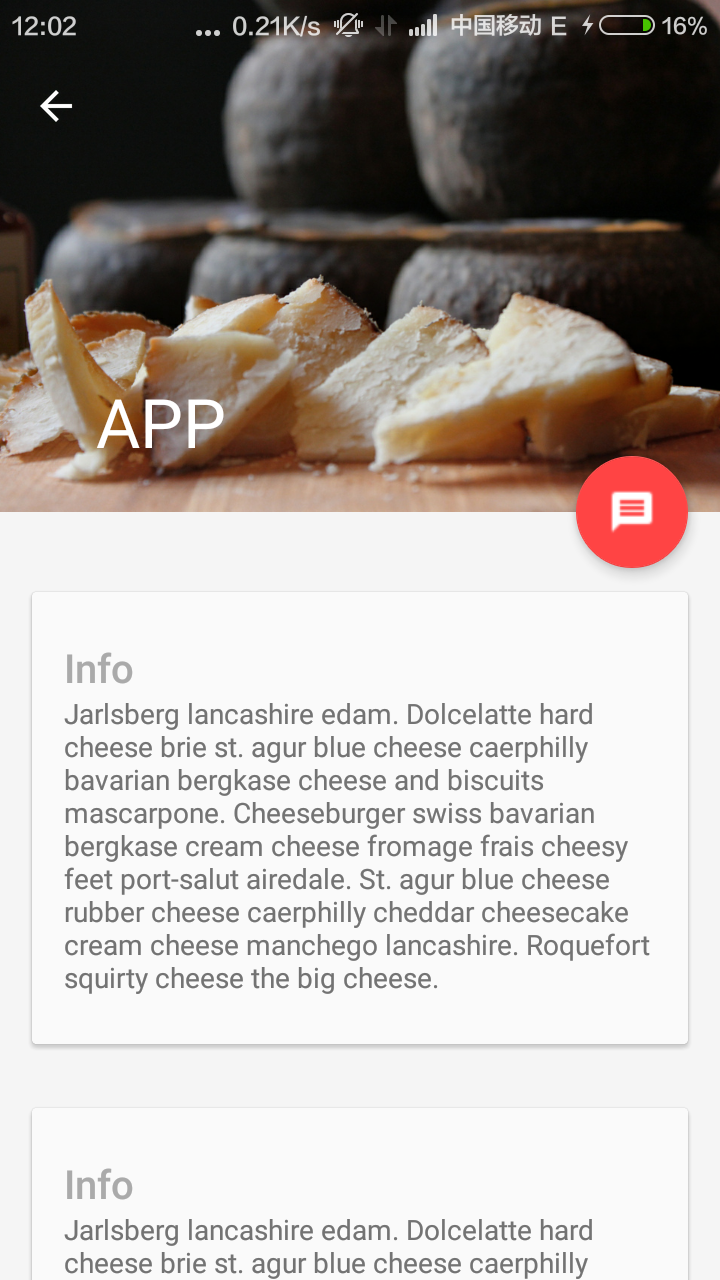 12:02 ... 0.21K/s 中国移动 E 16%
APP
Info
Jarlsberg lancashire edam. Dolcelatte hard
cheese brie st. agur blue cheese caerphilly
bavarian bergkase cheese and biscuits
mascarpone. Cheeseburger swiss bavarian
bergkase cream cheese fromage frais cheesy
feet port-salut airedale. St. agur blue cheese
rubber cheese caerphilly cheddar cheesecake
cream cheese manchego lancashire. Roquefort
squirty cheese the big cheese.
Info
Jarlsberg lancashire edam. Dolcelatte hard
cheese brie st. agur blue cheese caerphilly